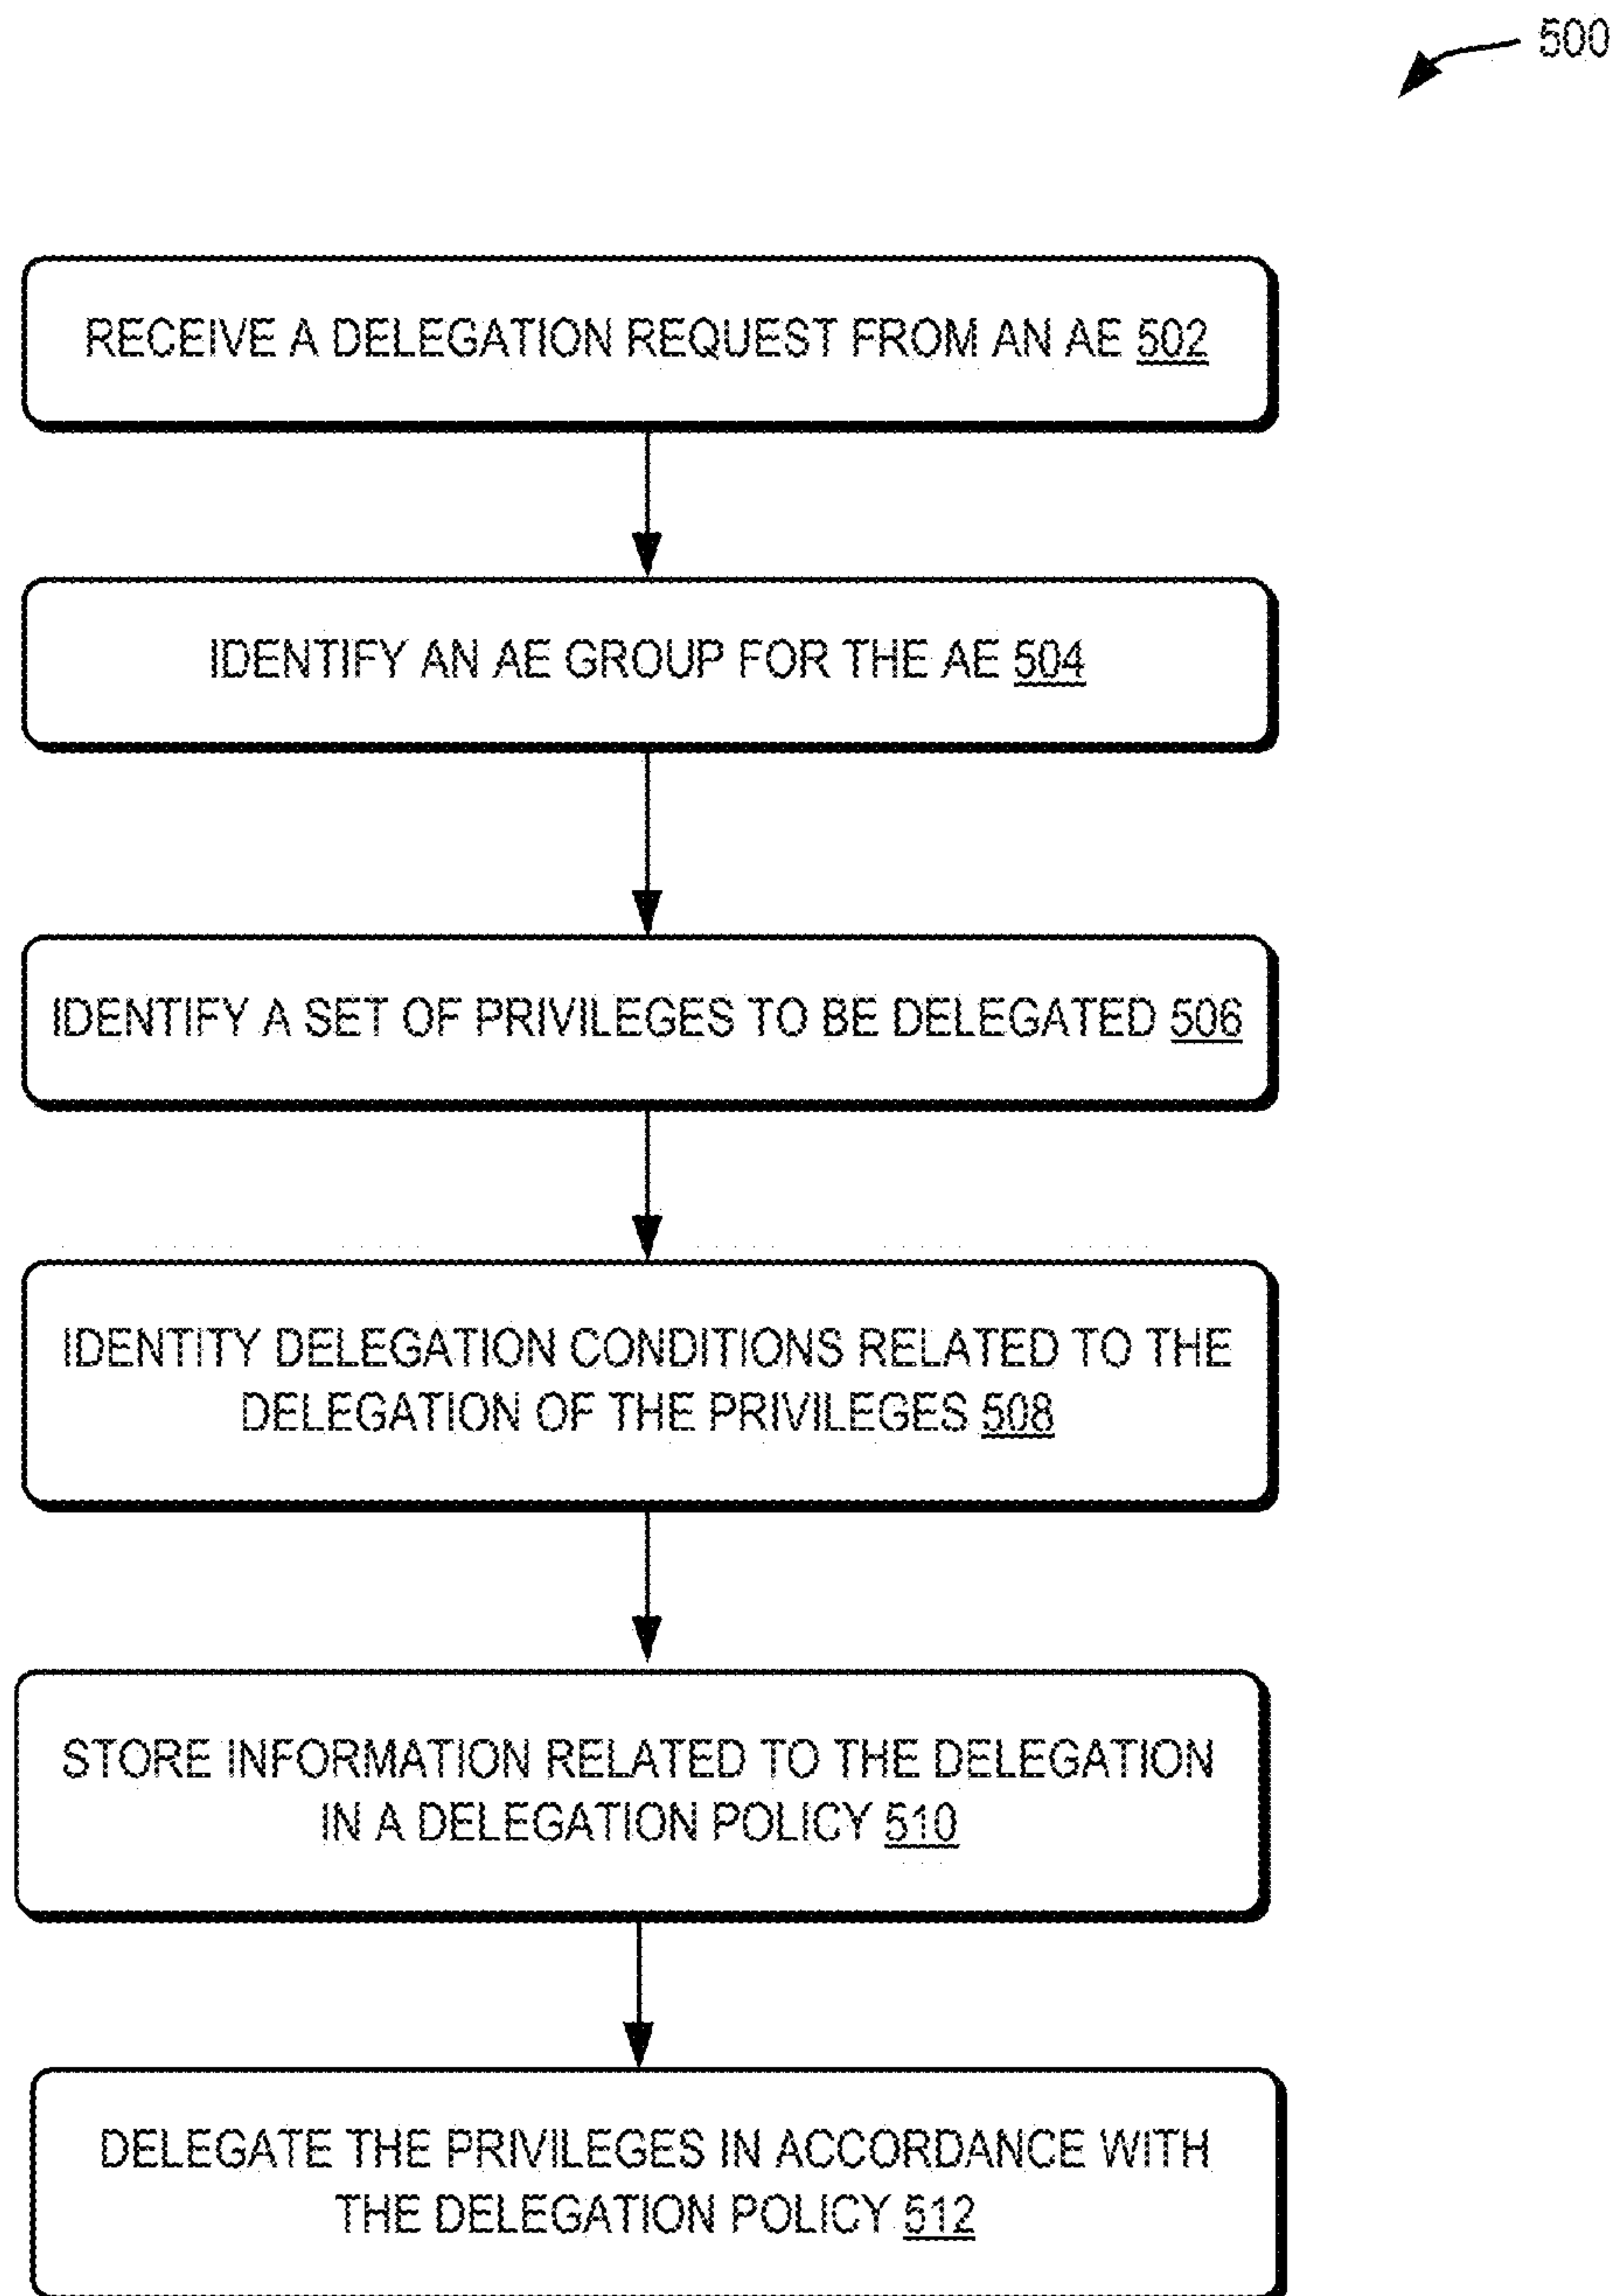 500
RECEIVE A DELEGATION REQUEST FROM AN AE 502
IDENTIFY AN AE GROUP FOR THE AE 504
IDENTIFY A SET OF PRIVILEGES TO BE DELEGATED 506
IDENTITY DELEGATION CONDITIONS RELATED TO THE
DELEGATION OF THE PRIVILEGES 508
STORE INFORMATION RELATED TO THE DELEGATION
IN A DELEGATION POLICY 510
DELEGATE THE PRIVILEGES IN ACCORDANCE WITH
THE DELEGATION POLICY 512